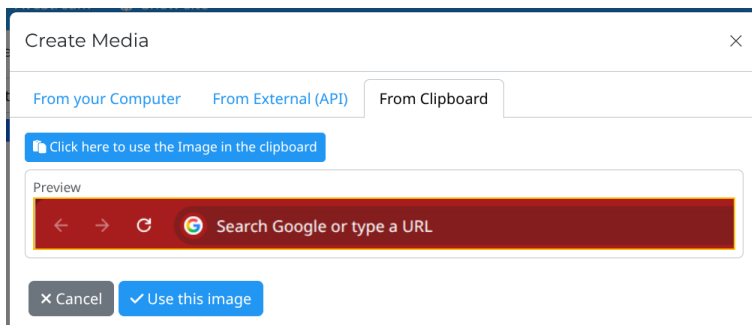 Create Media
From your Computer From External (API) From Clipboard
Click here to use the Image in the clipboard
Preview
Search Google or type a URL
Cancel Use this image